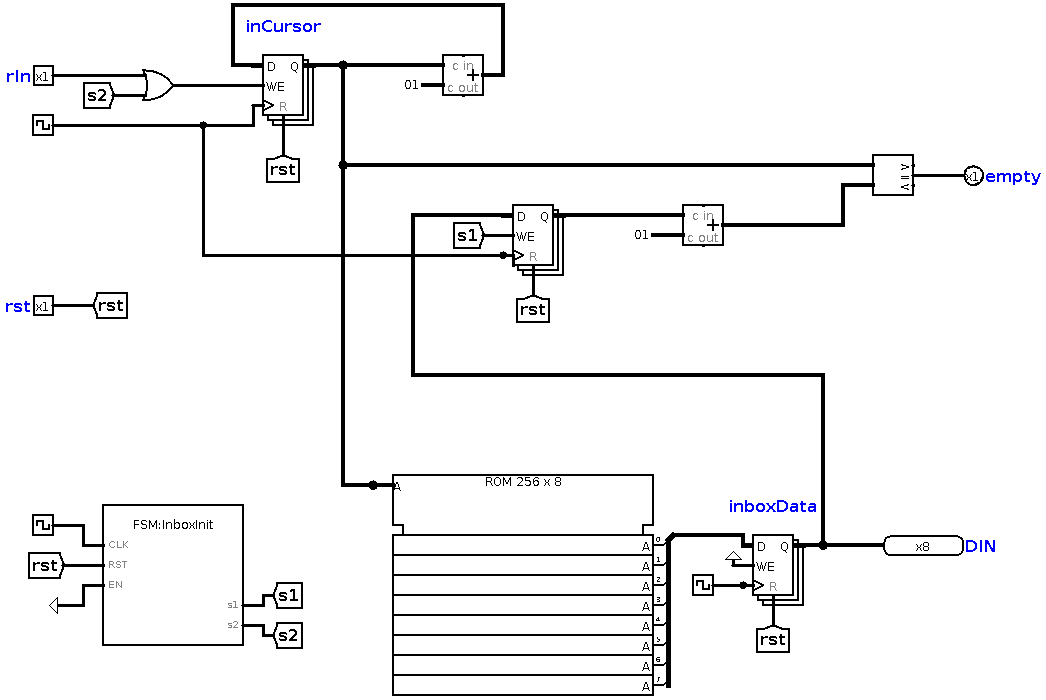 inCursor
rIn
x1
s2
D Q
WE
R
rst
c in
+
c out
01
empty
x1
s1
D Q
WE
R
rst
c in
+
c out
01
rst
x1
rst
ROM 256 x 8
A
0
A
1
A
2
A
3
A
4
A
5
A
6
A
7
A
inboxData
D Q
WE
R
rst
x8
DIN
FSM:InboxInit
CLK
rst
RST
EN
s1
s1
s2
s2